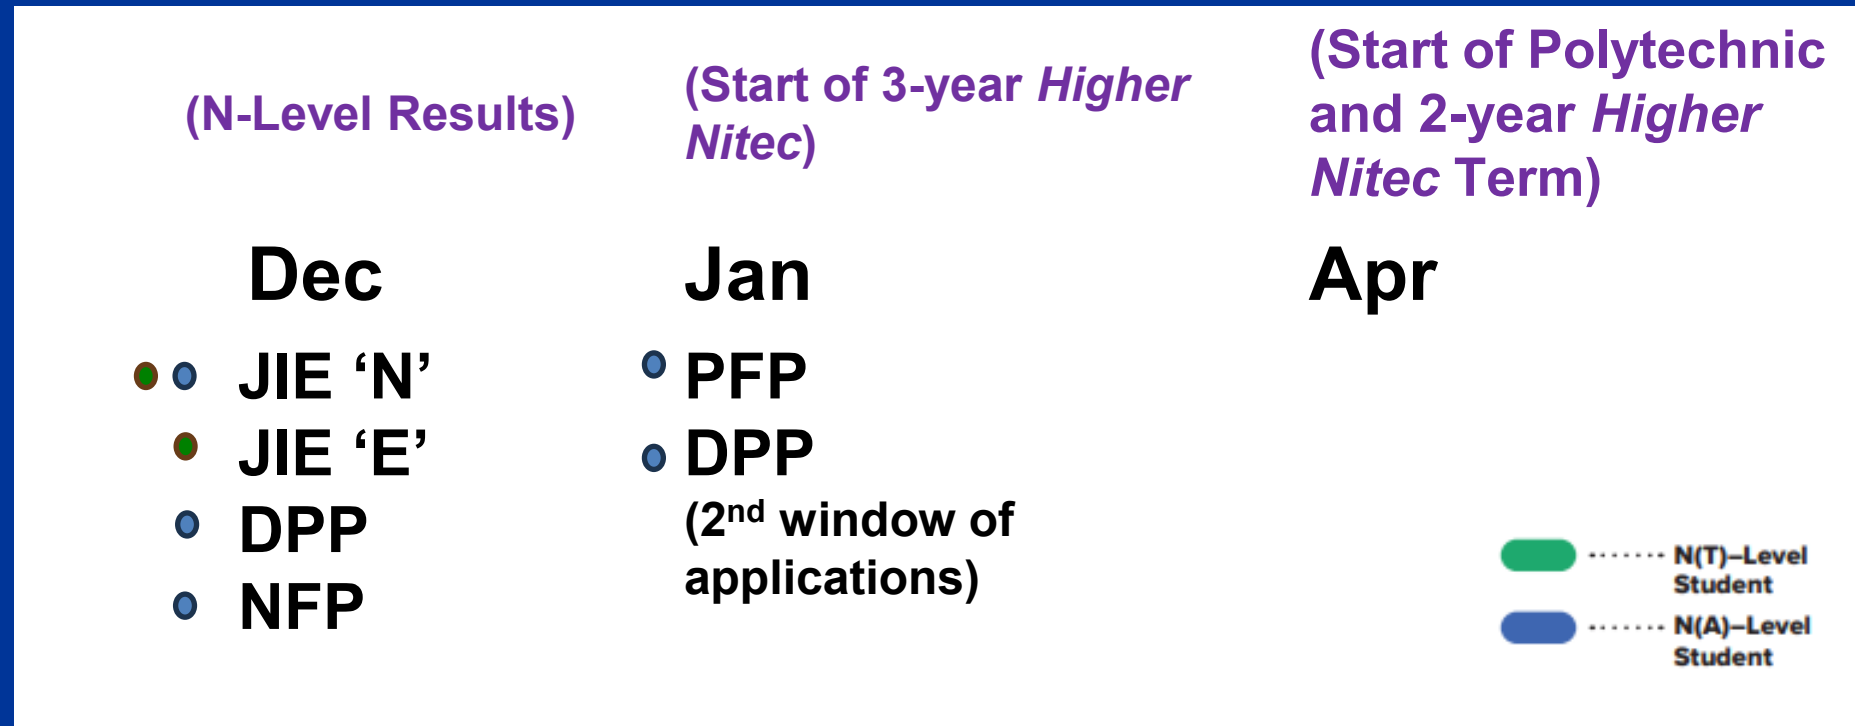 (N-Level Results)
(Start of 3-year Higher
Nitec)
(Start of Polytechnic
and 2-year Higher
Nitec Term)
Dec
Jan
Apr
JIE ‘N’
JIE ‘E’
DPP
NFP
PFP
DPP
(2nd window of
applications)
N(T)–Level
Student
N(A)–Level
Student